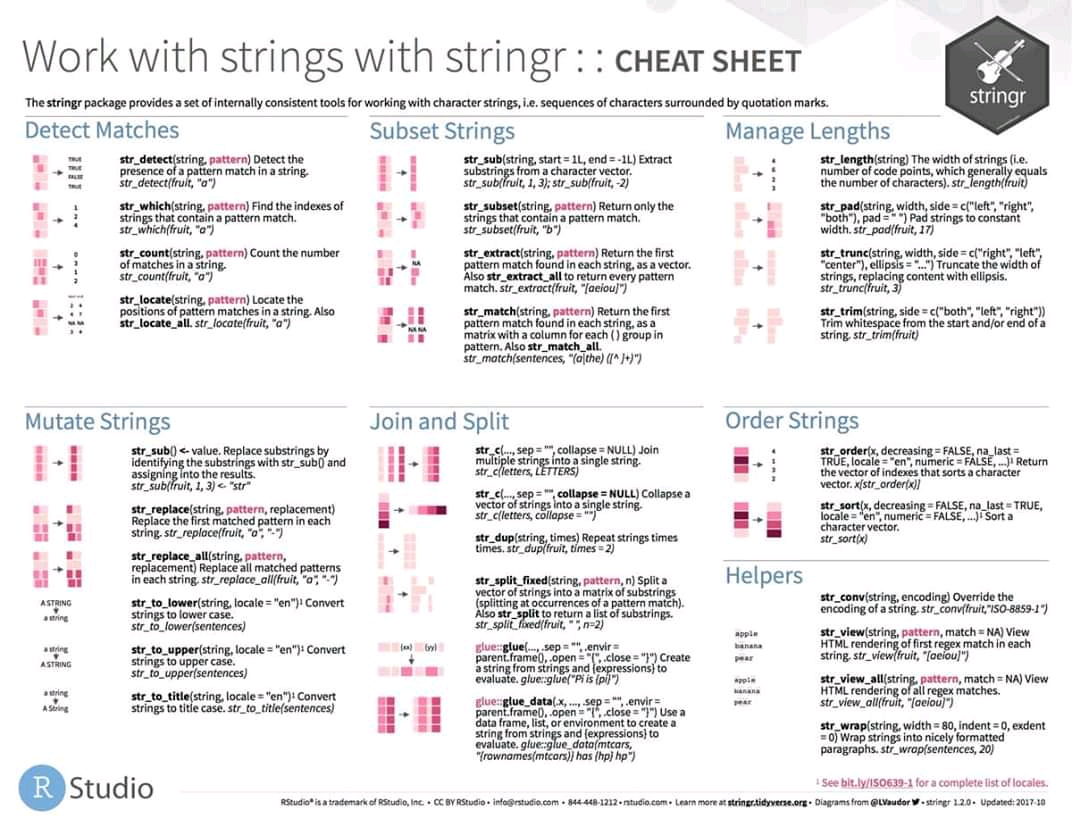 Work with strings with stringr : : CHEAT SHEET
stringr
The stringr package provides a set of internally consistent tools for working with character strings, i.e. sequences of characters surrounded by quotation marks.
Detect Matches
TRUE
TRUE
FALSE
TRUE
str_detect(string, pattern) Detect the
presence of a pattern match in a string.
str_detect(fruit, "a")
1
2
4
str_which(string, pattern) Find the indexes of
strings that contain a pattern match.
str_which(fruit, "a")
0
3
1
2
str_count(string, pattern) Count the number
of matches in a string.
str_count(fruit, "a")
2 4
4 7
NA NA
3 4
str_locate(string, pattern) Locate the
positions of pattern matches in a string. Also
str_locate_all. str_locate(fruit, "a")
Subset Strings
str_sub(string, start = 1L, end = -1L) Extract
substrings from a character vector.
str_sub(fruit, 1, 3); str_sub(fruit, -2)
str_subset(string, pattern) Return only the
strings that contain a pattern match.
str_subset(fruit, "b")
NA
str_extract(string, pattern) Return the first
pattern match found in each string, as a vector.
Also str_extract_all to return every pattern
match. str_extract(fruit, "[aeiou]")
NA NA
str_match(string, pattern) Return the first
pattern match found in each string, as a
matrix with a column for each ( ) group in
pattern. Also str_match_all.
str_match(sentences, "(a|the) ([^ ]+)")
Manage Lengths
4
6
2
3
str_length(string) The width of strings (i.e.
number of code points, which generally equals
the number of characters). str_length(fruit)
str_pad(string, width, side = c("left", "right",
"both"), pad = " ") Pad strings to constant
width. str_pad(fruit, 17)
str_trunc(string, width, side = c("right", "left",
"center"), ellipsis = "...") Truncate the width of
strings, replacing content with ellipsis.
str_trunc(fruit, 3)
str_trim(string, side = c("both", "left", "right"))
Trim whitespace from the start and/or end of a
string. str_trim(fruit)
Mutate Strings
str_sub() <- value. Replace substrings by
identifying the substrings with str_sub() and
assigning into the results.
str_sub(fruit, 1, 3) <- "str"
str_replace(string, pattern, replacement)
Replace the first matched pattern in each
string. str_replace(fruit, "a", "-")
str_replace_all(string, pattern,
replacement) Replace all matched patterns
in each string. str_replace_all(fruit, "a", "-")
A STRING
a string
str_to_lower(string, locale = "en")¹ Convert
strings to lower case.
str_to_lower(sentences)
a string
A STRING
str_to_upper(string, locale = "en")¹ Convert
strings to upper case.
str_to_upper(sentences)
a string
A String
str_to_title(string, locale = "en")¹ Convert
strings to title case. str_to_title(sentences)
Join and Split
str_c(..., sep = "", collapse = NULL) Join
multiple strings into a single string.
str_c(letters, LETTERS)
str_c(..., sep = "", collapse = NULL) Collapse a
vector of strings into a single string.
str_c(letters, collapse = "")
str_dup(string, times) Repeat strings times
times. str_dup(fruit, times = 2)
str_split_fixed(string, pattern, n) Split a
vector of strings into a matrix of substrings
(splitting at occurrences of a pattern match).
Also str_split to return a list of substrings.
str_split_fixed(fruit, " ", n=2)
{xx} {yy}
glue::glue(..., .sep = "", .envir =
parent.frame(), .open = "{", .close = "}") Create
a string from strings and {expressions} to
evaluate. glue::glue("Pi is {pi}")
glue::glue_data(.x, ..., .sep = "", .envir =
parent.frame(), .open = "{", .close = "}") Use a
data frame, list, or environment to create a
string from strings and {expressions} to
evaluate. glue::glue_data(mtcars,
"{rownames(mtcars)} has {hp} hp")
Order Strings
4
1
3
2
str_order(x, decreasing = FALSE, na_last =
TRUE, locale = "en", numeric = FALSE, ...)¹ Return
the vector of indexes that sorts a character
vector. x[str_order(x)]
str_sort(x, decreasing = FALSE, na_last = TRUE,
locale = "en", numeric = FALSE, ...)¹ Sort a
character vector.
str_sort(x)
Helpers
str_conv(string, encoding) Override the
encoding of a string. str_conv(fruit,"ISO-8859-1")
apple
banana
pear
str_view(string, pattern, match = NA) View
HTML rendering of first regex match in each
string. str_view(fruit, "[aeiou]")
apple
banana
pear
str_view_all(string, pattern, match = NA) View
HTML rendering of all regex matches.
str_view_all(fruit, "[aeiou]")
str_wrap(string, width = 80, indent = 0, exdent
= 0) Wrap strings into nicely formatted
paragraphs. str_wrap(sentences, 20)
¹ See bit.ly/ISO639-1 for a complete list of locales.
R Studio
RStudio® is a trademark of RStudio, Inc. • CC BY RStudio • info@rstudio.com • 844-448-1212 • rstudio.com • Learn more at stringr.tidyverse.org • Diagrams from @LVaudor • stringr 1.2.0 • Updated: 2017-10